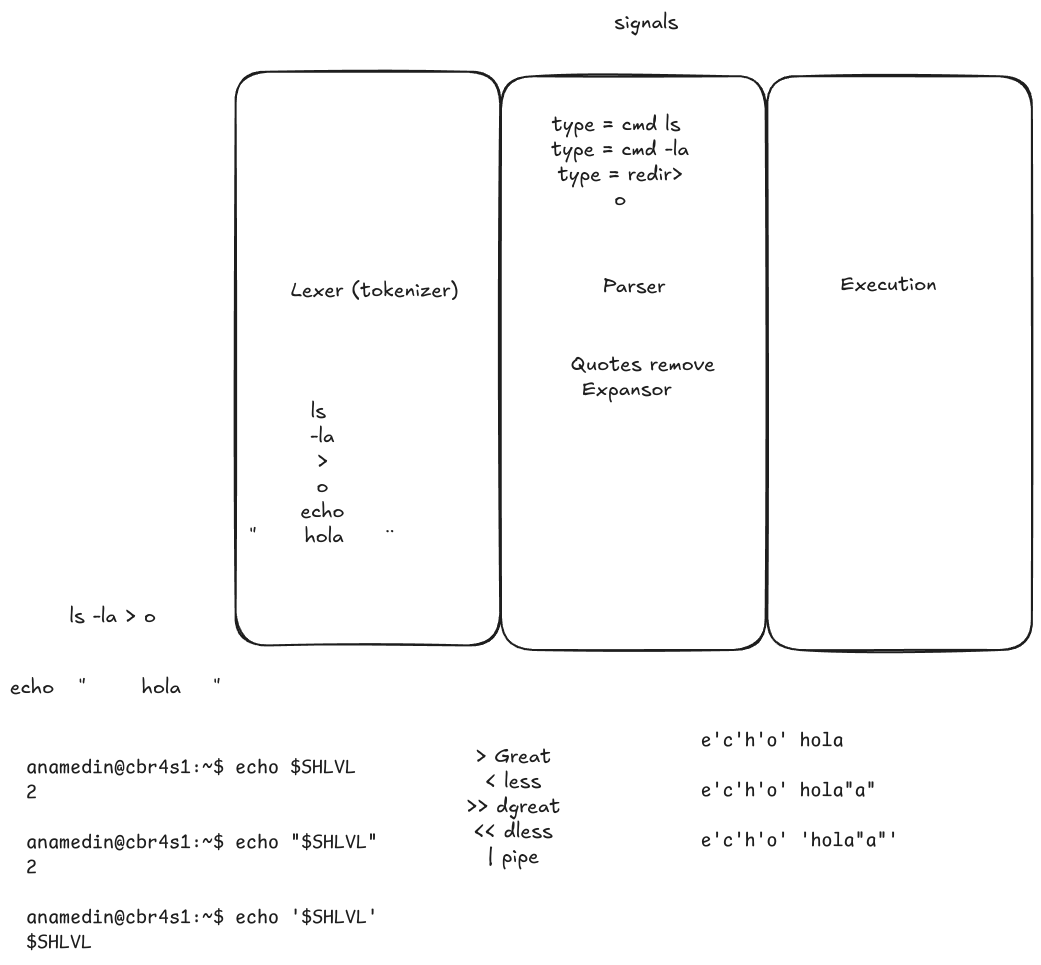 signals
type = cmd ls
type = cmd -la
type = redir>
o
Lexer (tokenizer)
Parser
Execution
Quotes remove
Expansor
ls
-la
>
o
echo
" hola ¨
ls -la > o
echo " hola "
anamedin@cbr4s1:~$ echo $SHLVL
2
anamedin@cbr4s1:~$ echo "$SHLVL"
2
anamedin@cbr4s1:~$ echo '$SHLVL'
$SHLVL
> Great
< less
>> dgreat
<< dless
| pipe
e'c'h'o' hola
e'c'h'o' hola"a"
e'c'h'o' 'hola"a"'